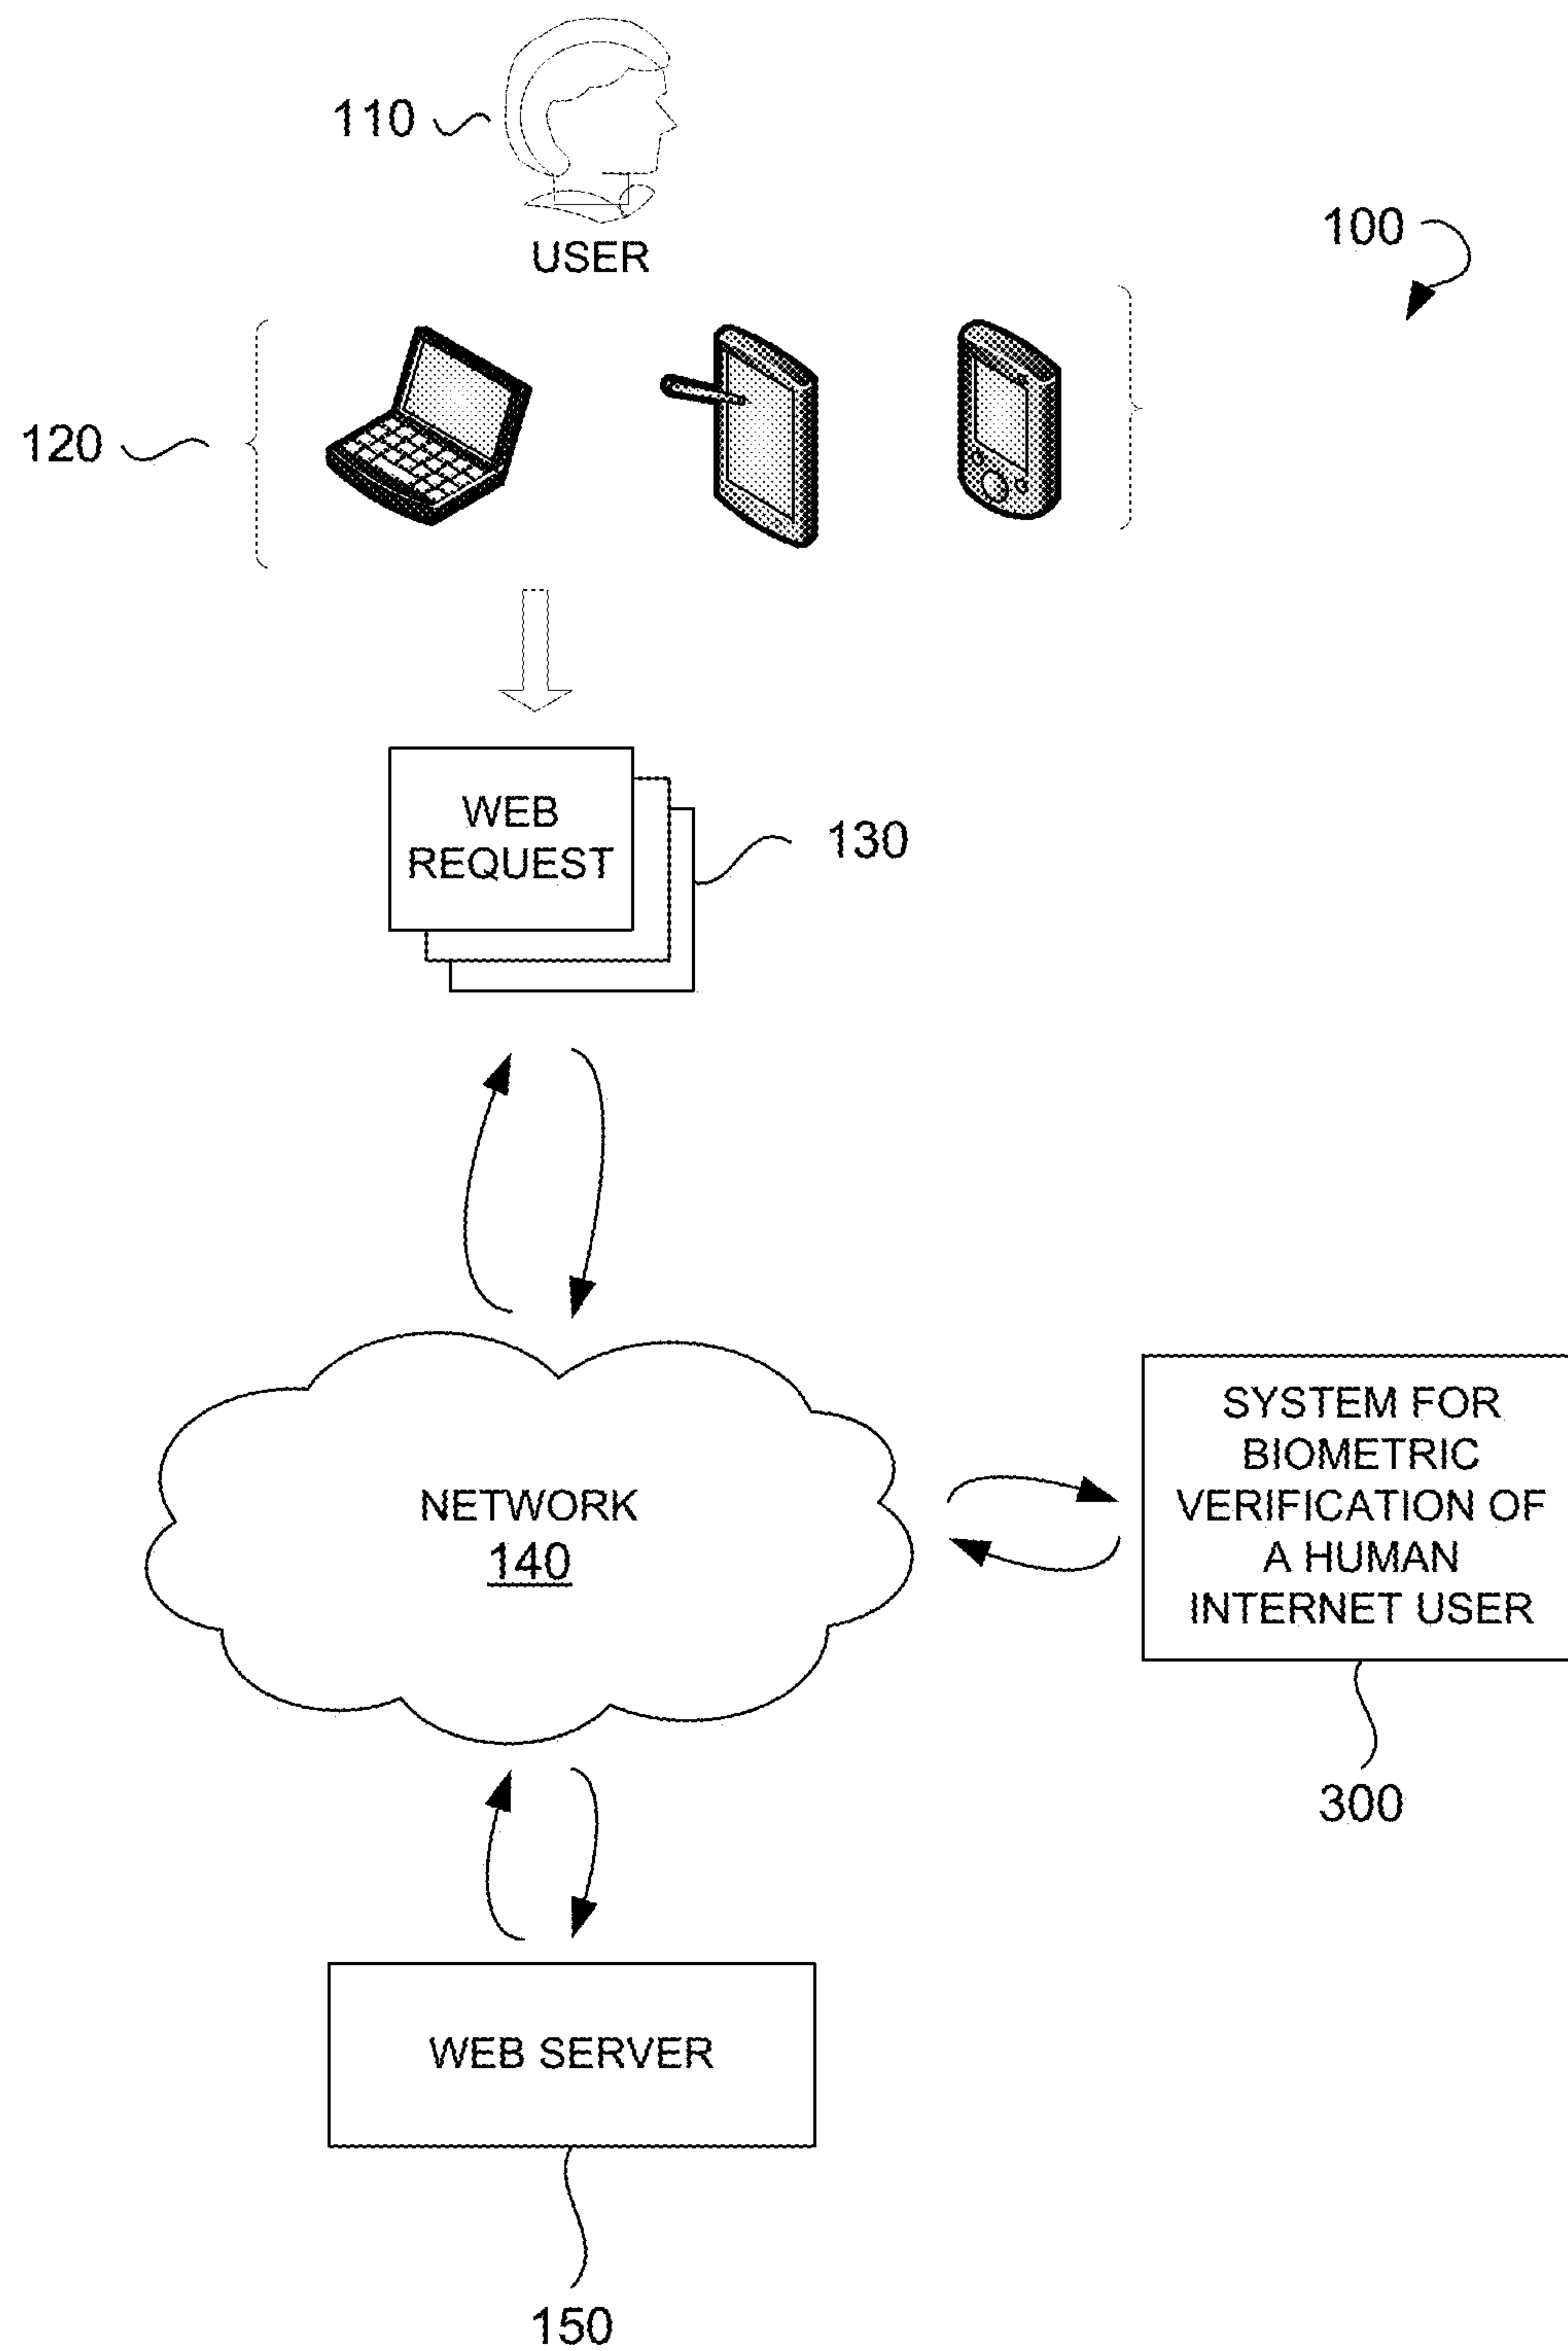 110
USER
100
120
WEB
REQUEST
130
NETWORK
140
SYSTEM FOR
BIOMETRIC
VERIFICATION OF
A HUMAN
INTERNET USER
300
WEB SERVER
150